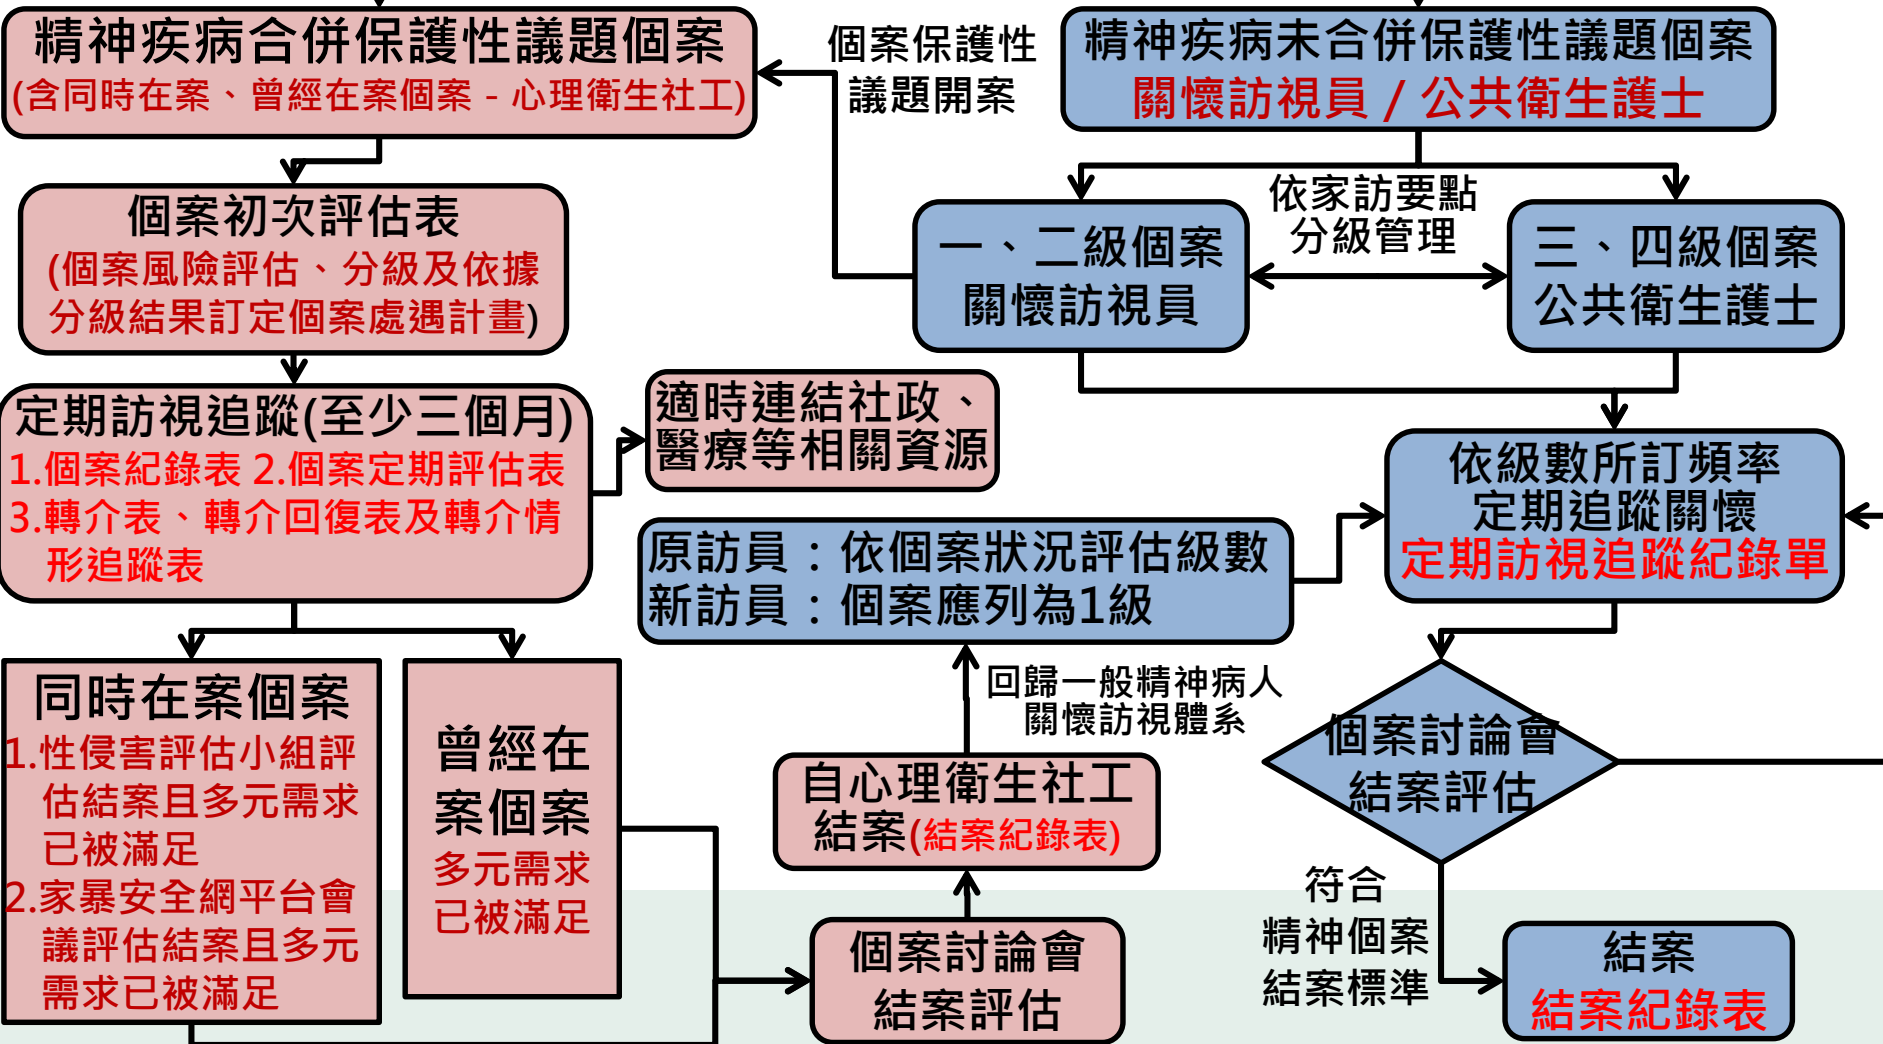 精神疾病合併保護性議題個案
(含同時在案、曾經在案個案－心理衛生社工)
個案保護性
議題開案
精神疾病未合併保護性議題個案
關懷訪視員／公共衛生護士
個案初次評估表
(個案風險評估、分級及依據
分級結果訂定個案處遇計畫)
依家訪要點
分級管理
一、二級個案
關懷訪視員
三、四級個案
公共衛生護士
定期訪視追蹤(至少三個月)
1.個案紀錄表 2.個案定期評估表
3.轉介表、轉介回復表及轉介情
形追蹤表
適時連結社政、
醫療等相關資源
依級數所訂頻率
定期追蹤關懷
定期訪視追蹤紀錄單
原訪員：依個案狀況評估級數
新訪員：個案應列為1級
同時在案個案
1.性侵害評估小組評
估結案且多元需求
已被滿足
2.家暴安全網平台會
議評估結案且多元
需求已被滿足
曾經在
案個案
多元需求
已被滿足
回歸一般精神病人
關懷訪視體系
自心理衛生社工
結案(結案紀錄表)
個案討論會
結案評估
個案討論會
結案評估
符合
精神個案
結案標準
結案
結案紀錄表